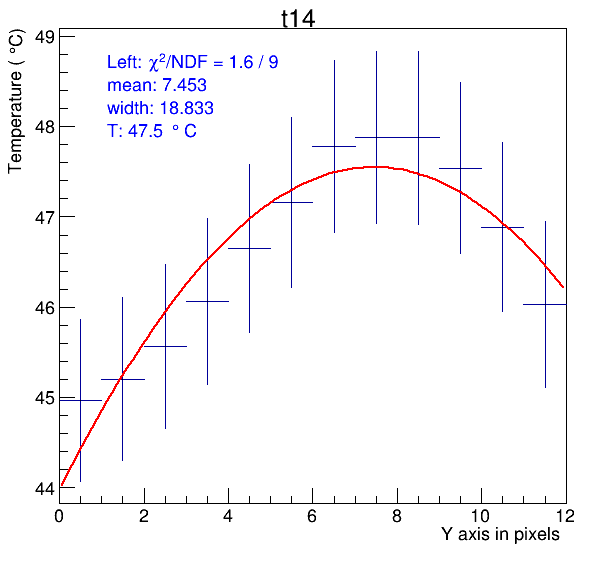 t14
Temperature ( °C)
Left: χ²/NDF = 1.6 / 9
mean: 7.453
width: 18.833
T: 47.5 ° C
49
48
47
46
45
44
0 2 4 6 8 10 12
Y axis in pixels